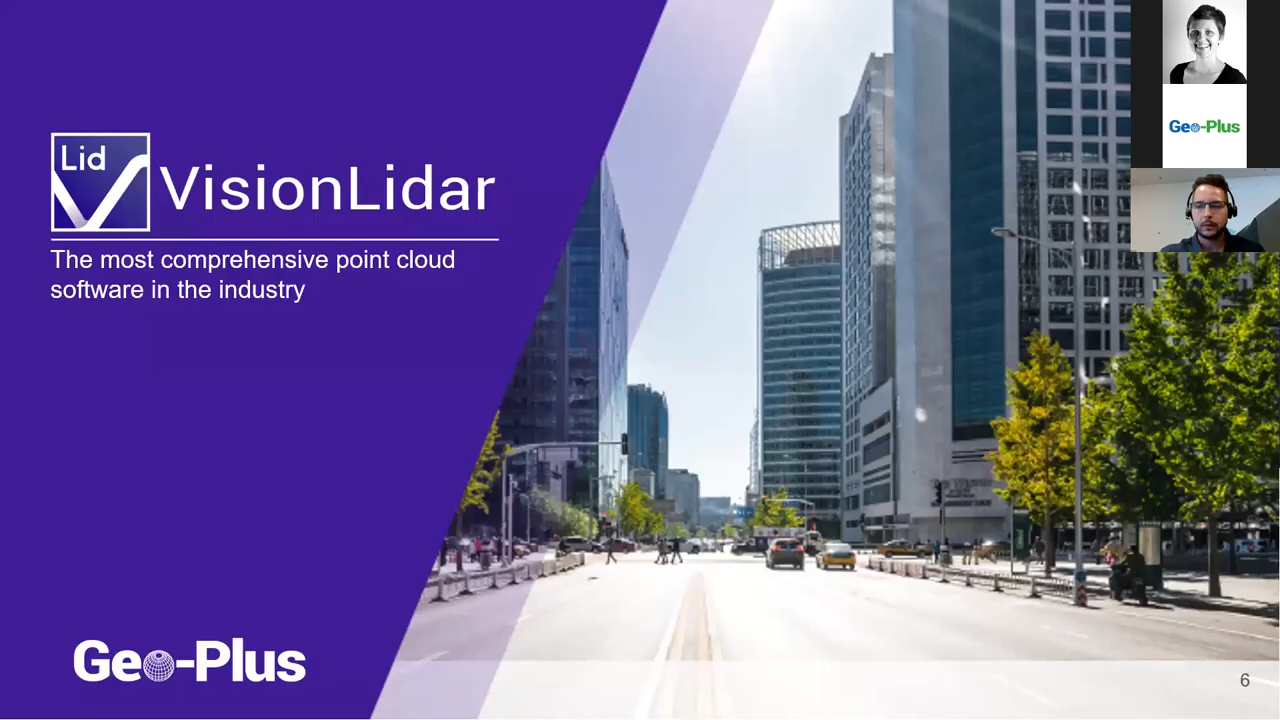 Lid
VisionLidar
The most comprehensive point cloud
software in the industry
Geo-Plus
Geo-Plus
6